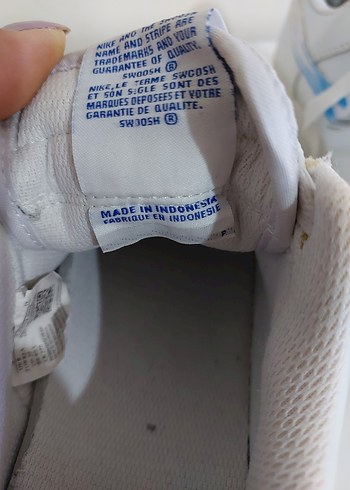 NIKE AND THE SWOOSH
NAME AND STRIPE ARE
TRADEMARKS AND YOUR
GUARANTEE OF QUALITY.
SWOOSH ®
NIKE, LE TERME SWOOSH
ET SON SIGLE SONT DES
MARQUES DEPOSEES ET VOTRE
GARANTIE DE QUALITE.
SWOOSH ®
MADE IN INDONESIA
FABRIQUE EN INDONESIE